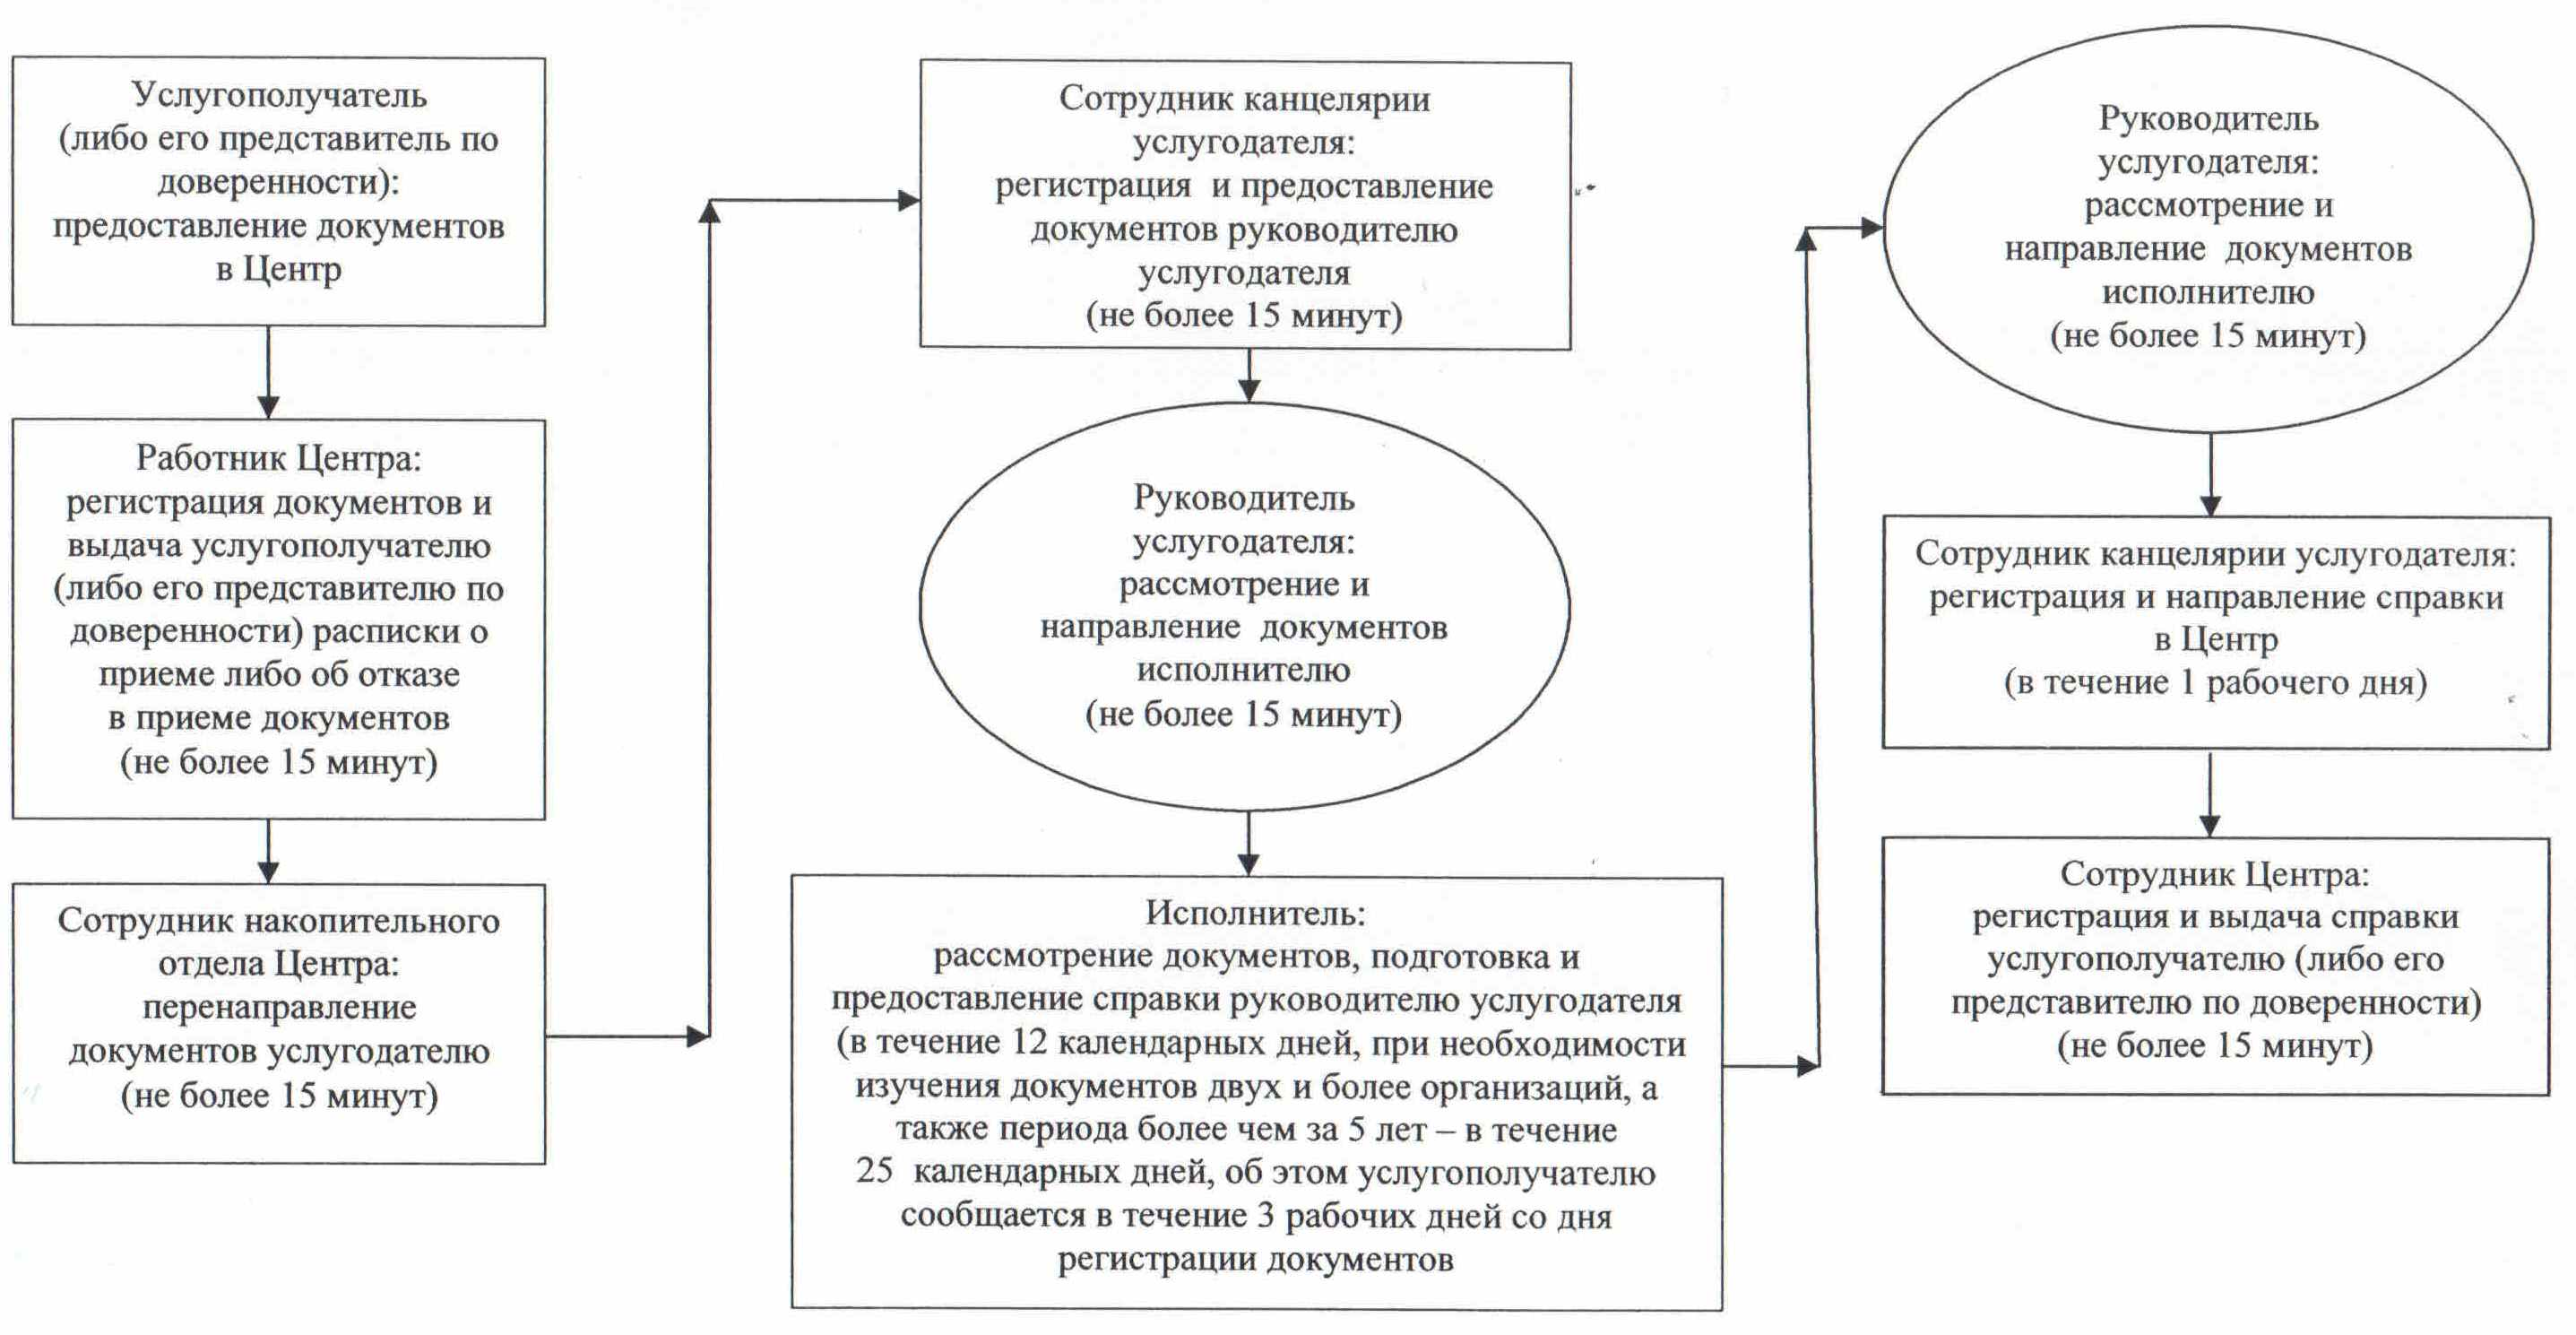 Услугополучатель
(либо его представитель по
доверенности):
предоставление документов
в Центр
Работник Центра:
регистрация документов и
выдача услугополучателю
(либо его представителю по
доверенности) расписки о
приеме либо об отказе
в приеме документов
(не более 15 минут)
Сотрудник накопительного
отдела Центра:
перенаправление
документов услугодателю
(не более 15 минут)
Сотрудник канцелярии
услугодателя:
регистрация и предоставление
документов руководителю
услугодателя
(не более 15 минут)
Руководитель
услугодателя:
рассмотрение и
направление документов
исполнителю
(не более 15 минут)
Исполнитель:
рассмотрение документов, подготовка и
предоставление справки руководителю услугодателя
(в течение 12 календарных дней, при необходимости
изучения документов двух и более организаций, а
также периода более чем за 5 лет – в течение
25 календарных дней, об этом услугополучателю
сообщается в течение 3 рабочих дней со дня
регистрации документов
Руководитель
услугодателя:
рассмотрение и
направление документов
исполнителю
(не более 15 минут)
Сотрудник канцелярии услугодателя:
регистрация и направление справки
в Центр
(в течение 1 рабочего дня)
Сотрудник Центра:
регистрация и выдача справки
услугополучателю (либо его
представителю по доверенности)
(не более 15 минут)